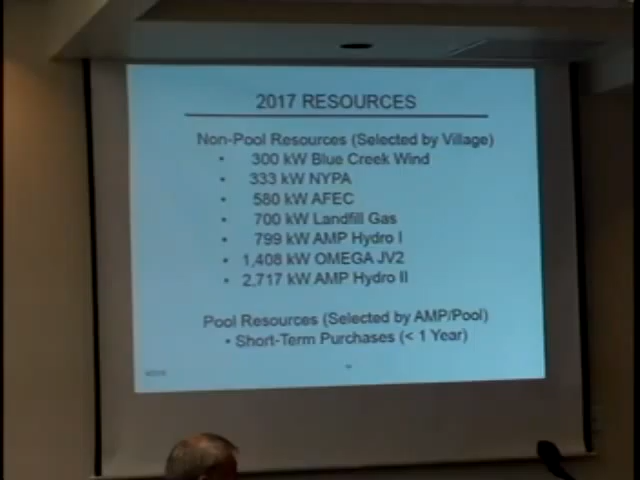 2017 RESOURCES
Non-Pool Resources (Selected by Village)
• 300 kW Blue Creek Wind
• 333 kW NYPA
• 580 kW AFEC
• 700 kW Landfill Gas
• 799 kW AMP Hydro I
• 1,408 kW OMEGA JV2
• 2,717 kW AMP Hydro II
Pool Resources (Selected by AMP/Pool)
• Short-Term Purchases (< 1 Year)